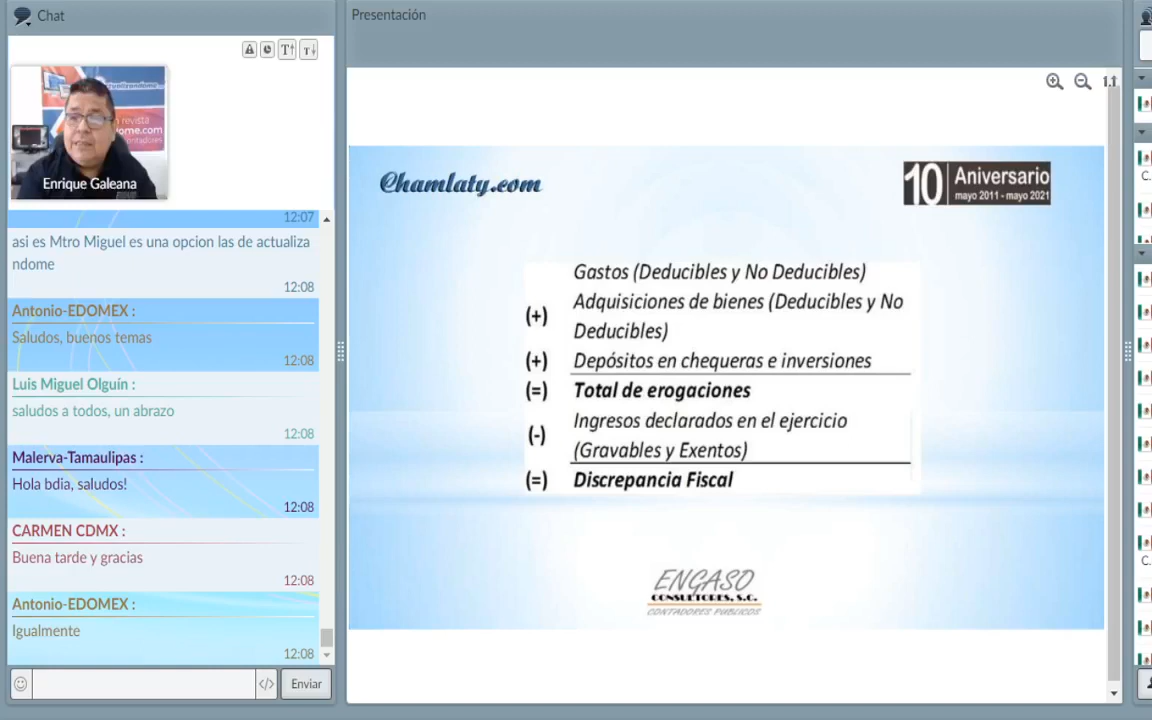 Chat
Presentación
T↑
T↓
Enrique Galeana
12:07
asi es Mtro Miguel es una opcion las de actualiza
ndome
12:08
Antonio-EDOMEX :
Saludos, buenos temas
12:08
Luis Miguel Olguín :
saludos a todos, un abrazo
12:08
Malerva-Tamaulipas :
Hola bdia, saludos!
12:08
CARMEN CDMX :
Buena tarde y gracias
12:08
Antonio-EDOMEX :
Igualmente
12:08
</>
Enviar
1:1
Chamlaty.com
10 Aniversario
mayo 2011 - mayo 2021
Gastos (Deducibles y No Deducibles)
(+) Adquisiciones de bienes (Deducibles y No
Deducibles)
(+) Depósitos en chequeras e inversiones
(=) Total de erogaciones
(-) Ingresos declarados en el ejercicio
(Gravables y Exentos)
(=) Discrepancia Fiscal
ENGASO
CONSULTORES, S.C.
CONTADORES PUBLICOS
C.
C.